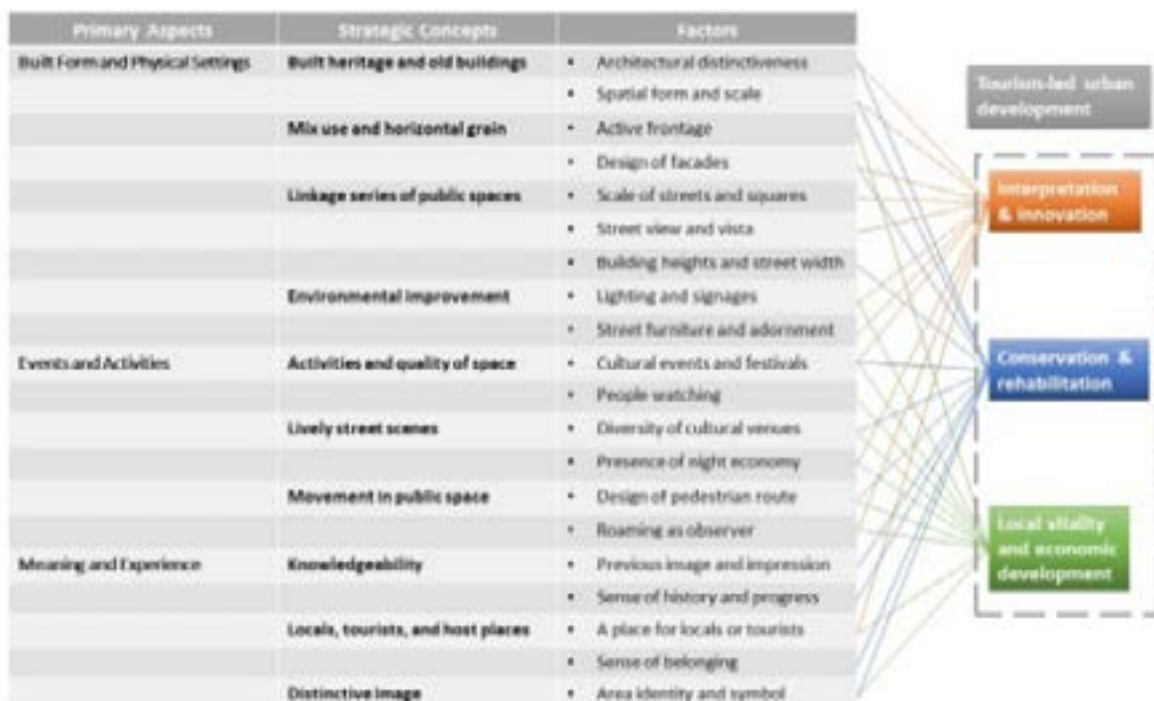 Primary Aspects Strategic Concepts Factors
Built Form and Physical Settings Built heritage and old buildings • Architectural distinctiveness
• Spatial form and scale
Mix use and horizontal grain • Active frontage
• Design of facades
Linkage series of public spaces • Scale of streets and squares
• Street view and vista
• Building heights and street width
Environmental improvement • Lighting and signages
• Street furniture and adornment
Events and Activities Activities and quality of space • Cultural events and festivals
• People watching
Lively street scenes • Diversity of cultural venues
• Presence of night economy
Movement in public space • Design of pedestrian route
• Roaming as observer
Meaning and Experience Knowledgeability • Previous image and impression
• Sense of history and progress
Locals, tourists, and host places • A place for locals or tourists
• Sense of belonging
Distinctive image • Area identity and symbol
Tourism-led urban
development
Interpretation
& innovation
Conservation &
rehabilitation
Local vitality
and economic
development